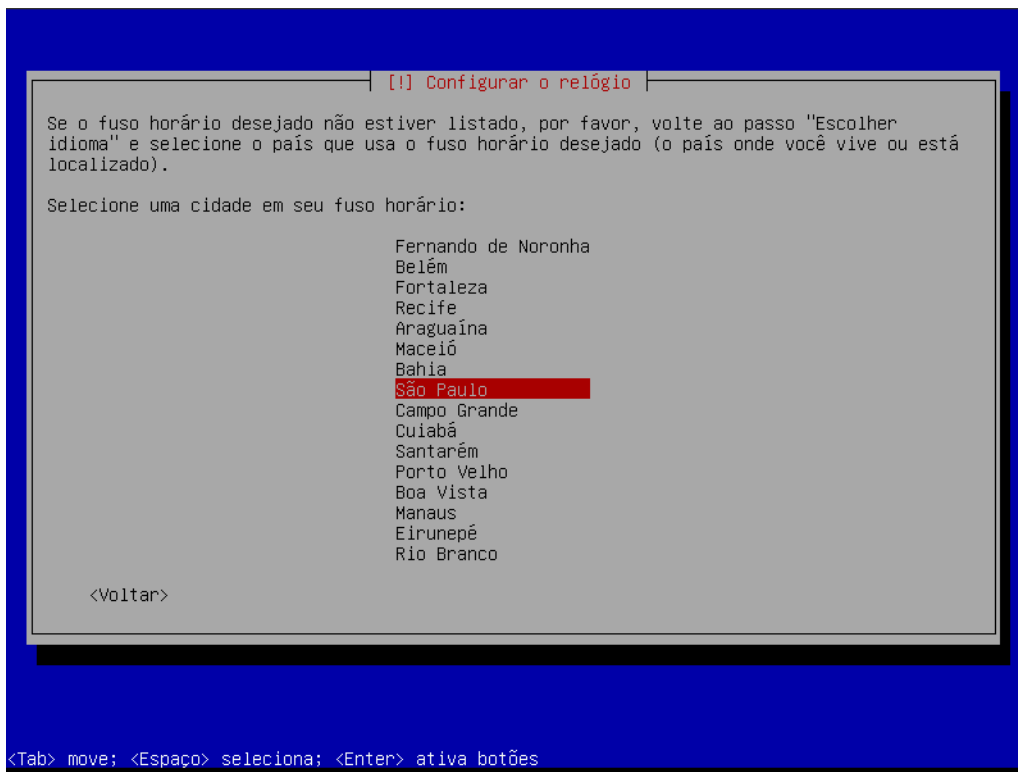 [!] Configurar o relógio
Se o fuso horário desejado não estiver listado, por favor, volte ao passo "Escolher
idioma" e selecione o país que usa o fuso horário desejado (o país onde você vive ou está
localizado).
Selecione uma cidade em seu fuso horário:
Fernando de Noronha
Belém
Fortaleza
Recife
Araguaína
Maceió
Bahia
São Paulo
Campo Grande
Cuiabá
Santarém
Porto Velho
Boa Vista
Manaus
Eirunepé
Rio Branco
<Voltar>
<Tab> move; <Espaço> seleciona; <Enter> ativa botões